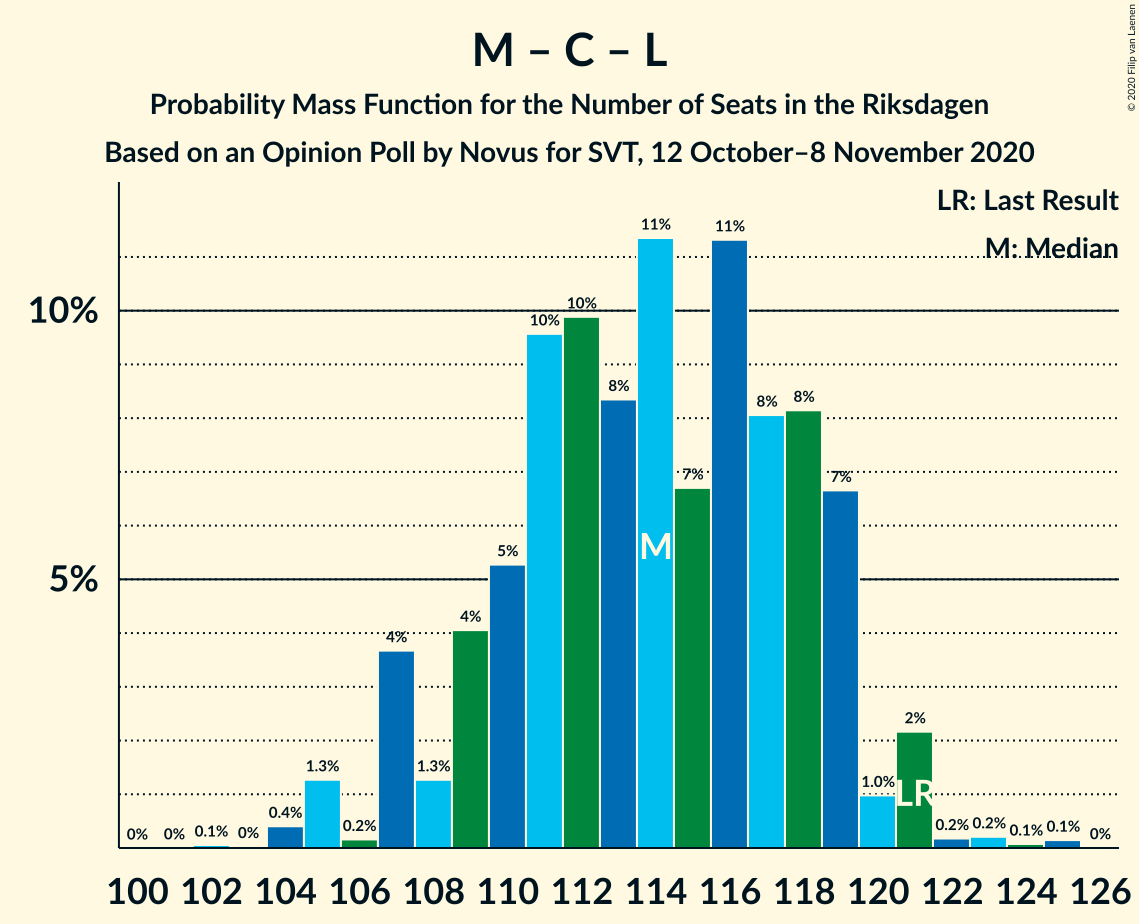 M – C – L
Probability Mass Function for the Number of Seats in the Riksdagen
Based on an Opinion Poll by Novus for SVT, 12 October–8 November 2020
© 2020 Filip van Laenen
LR: Last Result
M: Median
10%
5%
0% 0% 0.1% 0% 0.4% 1.3% 0.2% 4% 1.3% 4% 5% 10% 10% 8% 11% 7% 11% 8% 8% 7% 1.0% 2% 0.2% 0.2% 0.1% 0.1% 0%
M
LR
100 102 104 106 108 110 112 114 116 118 120 122 124 126